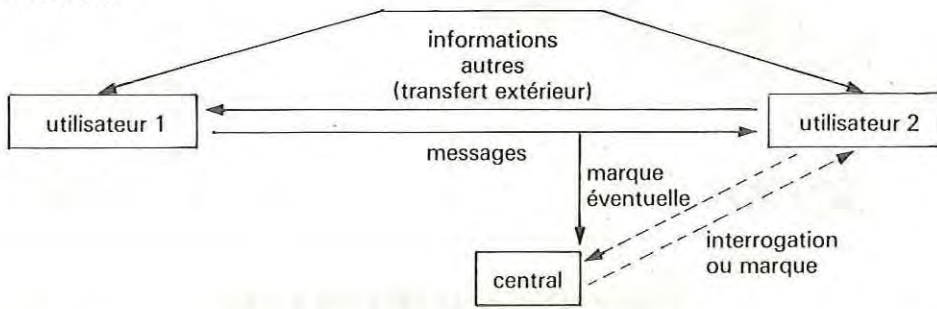 informations
autres
(transfert extérieur)
utilisateur 1
utilisateur 2
messages
marque
éventuelle
interrogation
ou marque
central